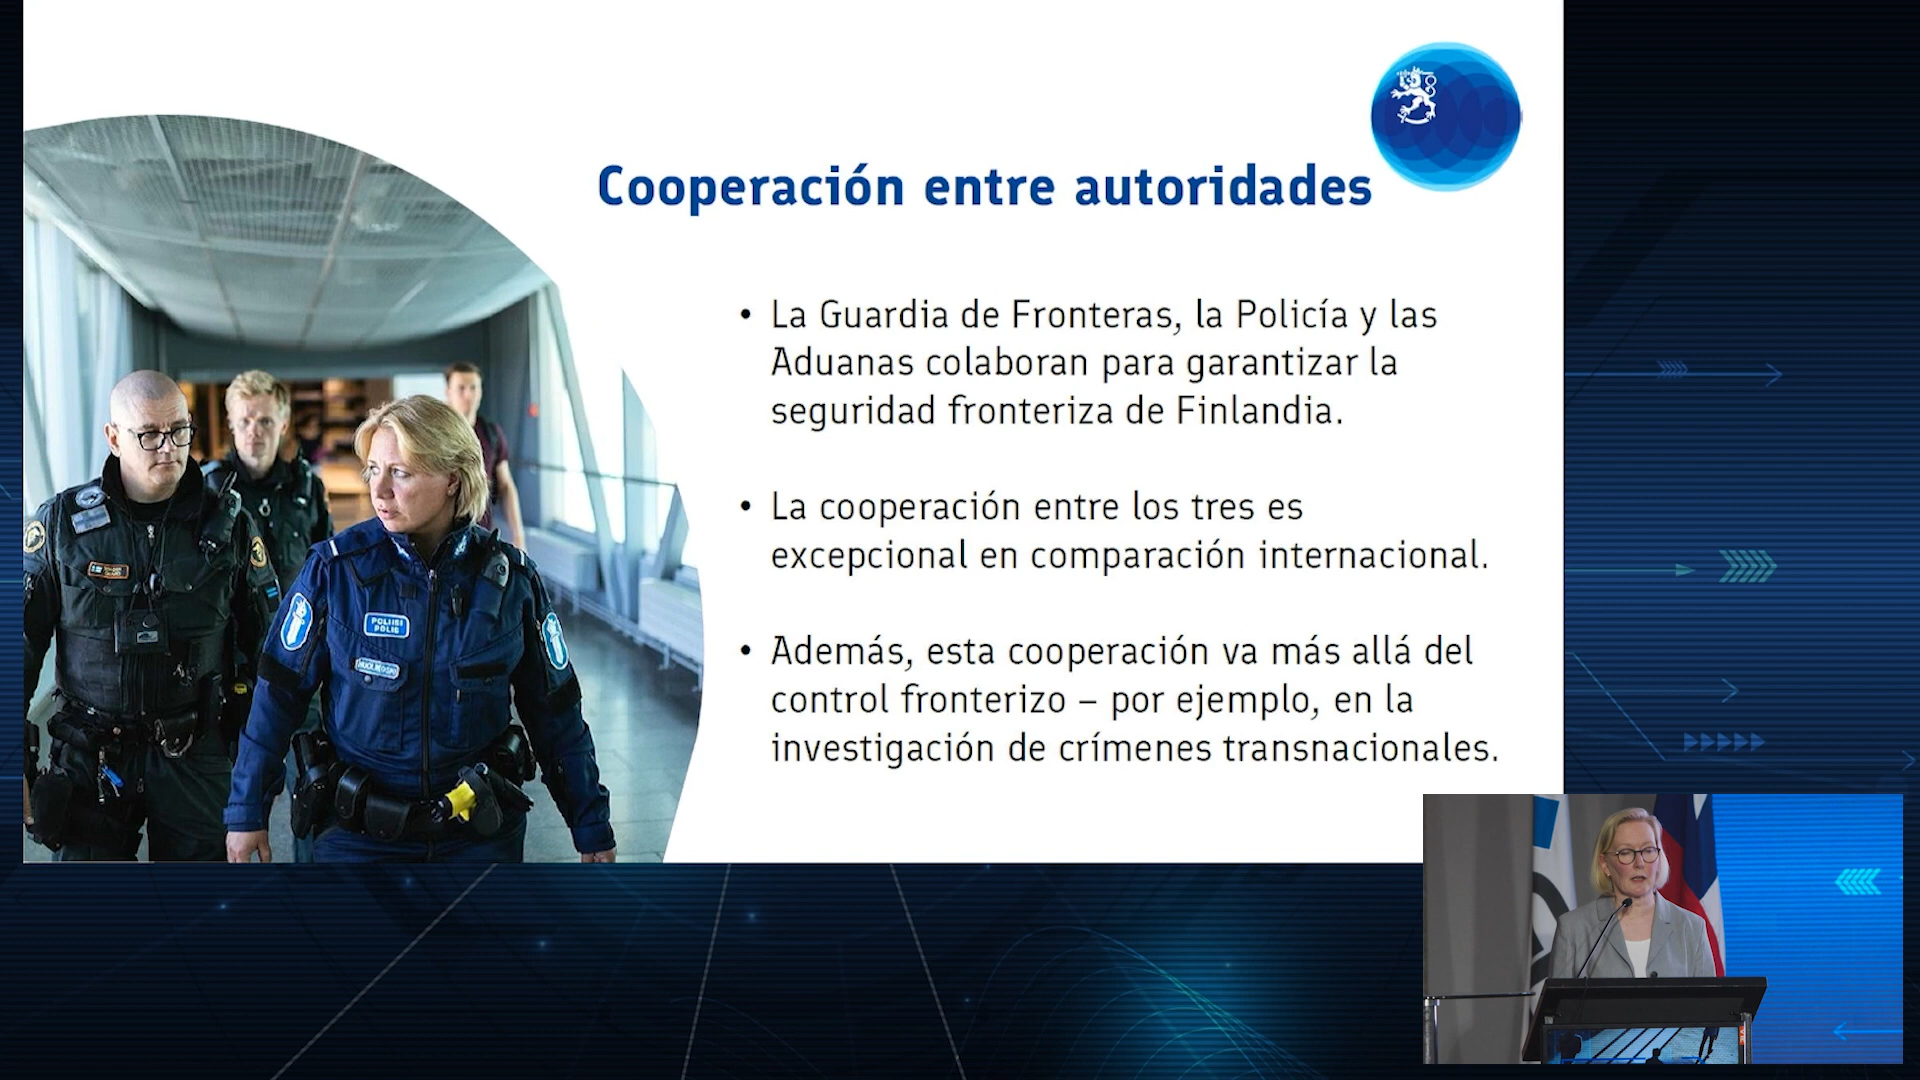 Cooperación entre autoridades
• La Guardia de Fronteras, la Policía y las
Aduanas colaboran para garantizar la
seguridad fronteriza de Finlandia.
• La cooperación entre los tres es
excepcional en comparación internacional.
• Además, esta cooperación va más allá del
control fronterizo – por ejemplo, en la
investigación de crímenes transnacionales.
POLIISI
POLIS